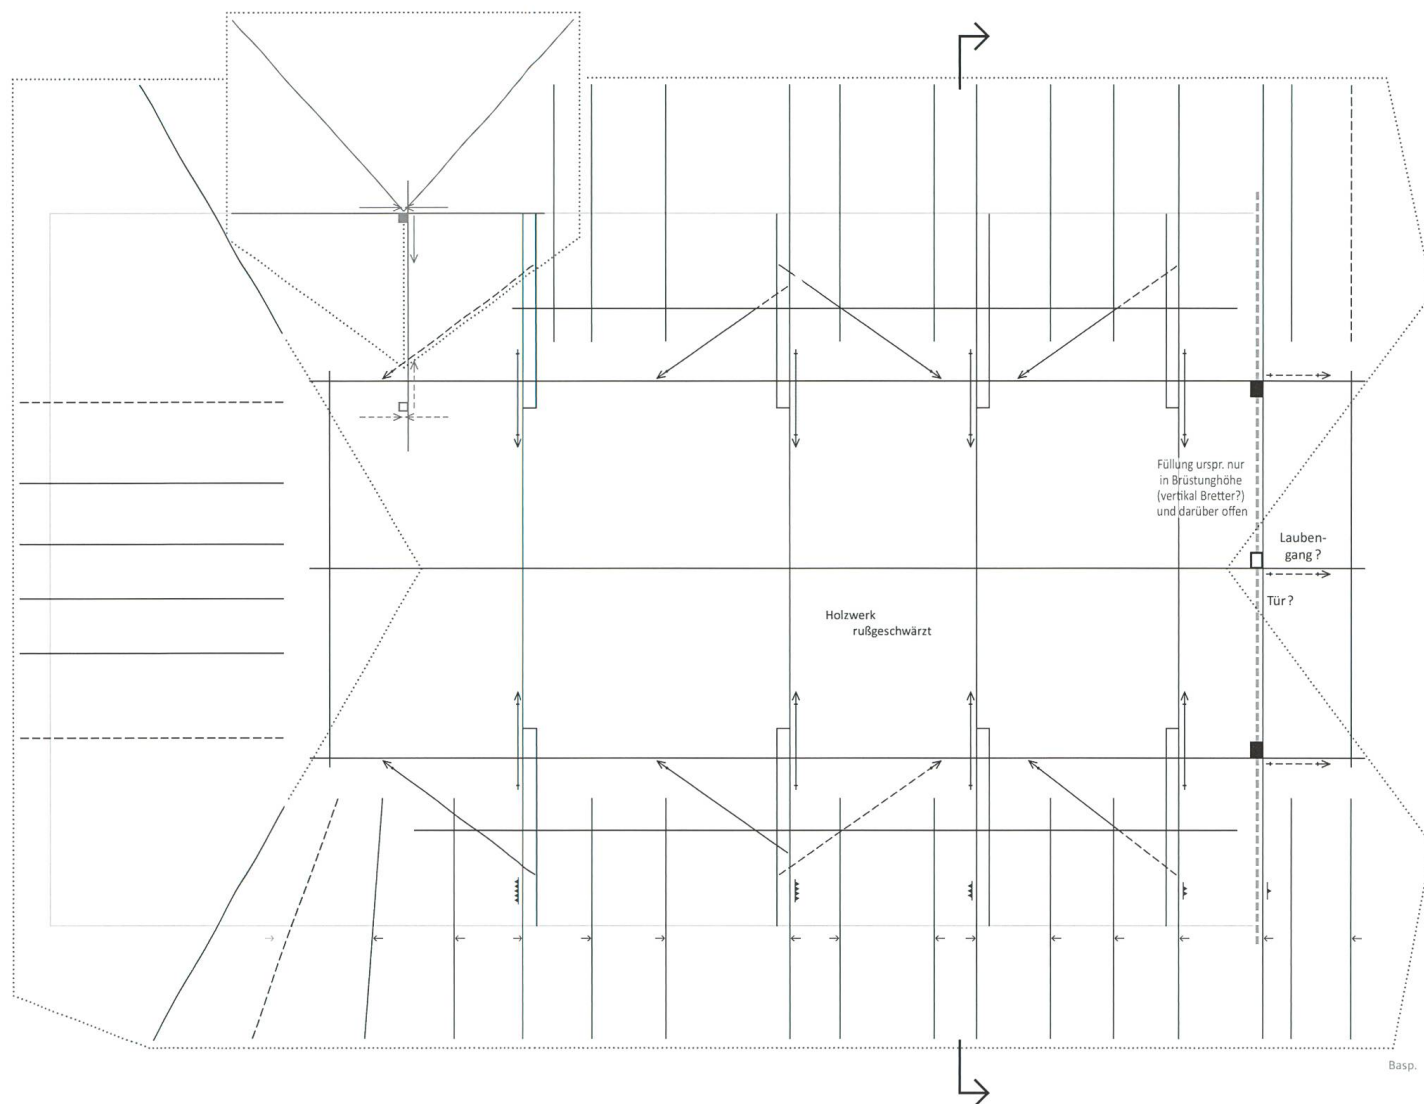 Füllung urspr. nur
in Brüstunghöhe
(vertikal Bretter?)
und darüber offen
Lauben-
gang ?
Tür ?
Holzwerk
rußgeschwärzt
Basp.